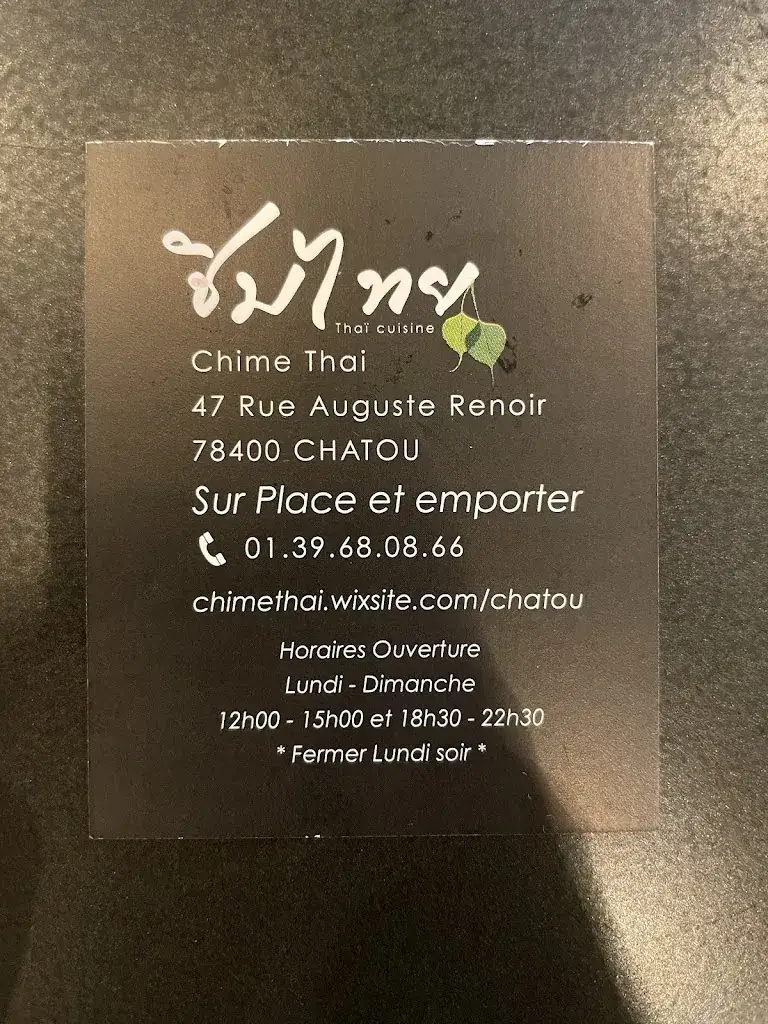 ชิมไทย
Thaï cuisine
Chime Thai
47 Rue Auguste Renoir
78400 CHATOU
Sur Place et emporter
01.39.68.08.66
chimethai.wixsite.com/chatou
Horaires Ouverture
Lundi - Dimanche
12h00 - 15h00 et 18h30 - 22h30
* Fermer Lundi soir *